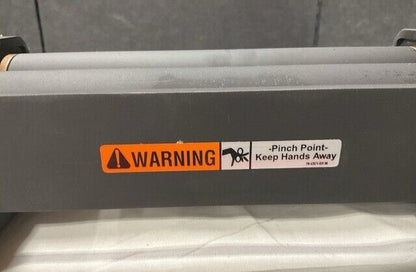 WARNING
-Pinch Point-
Keep Hands Away